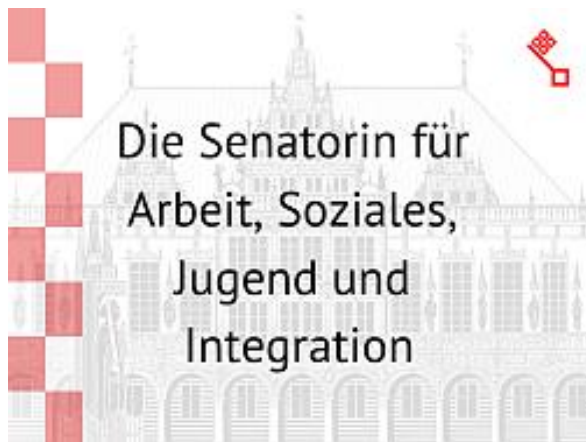 Die Senatorin für
Arbeit, Soziales,
Jugend und
Integration